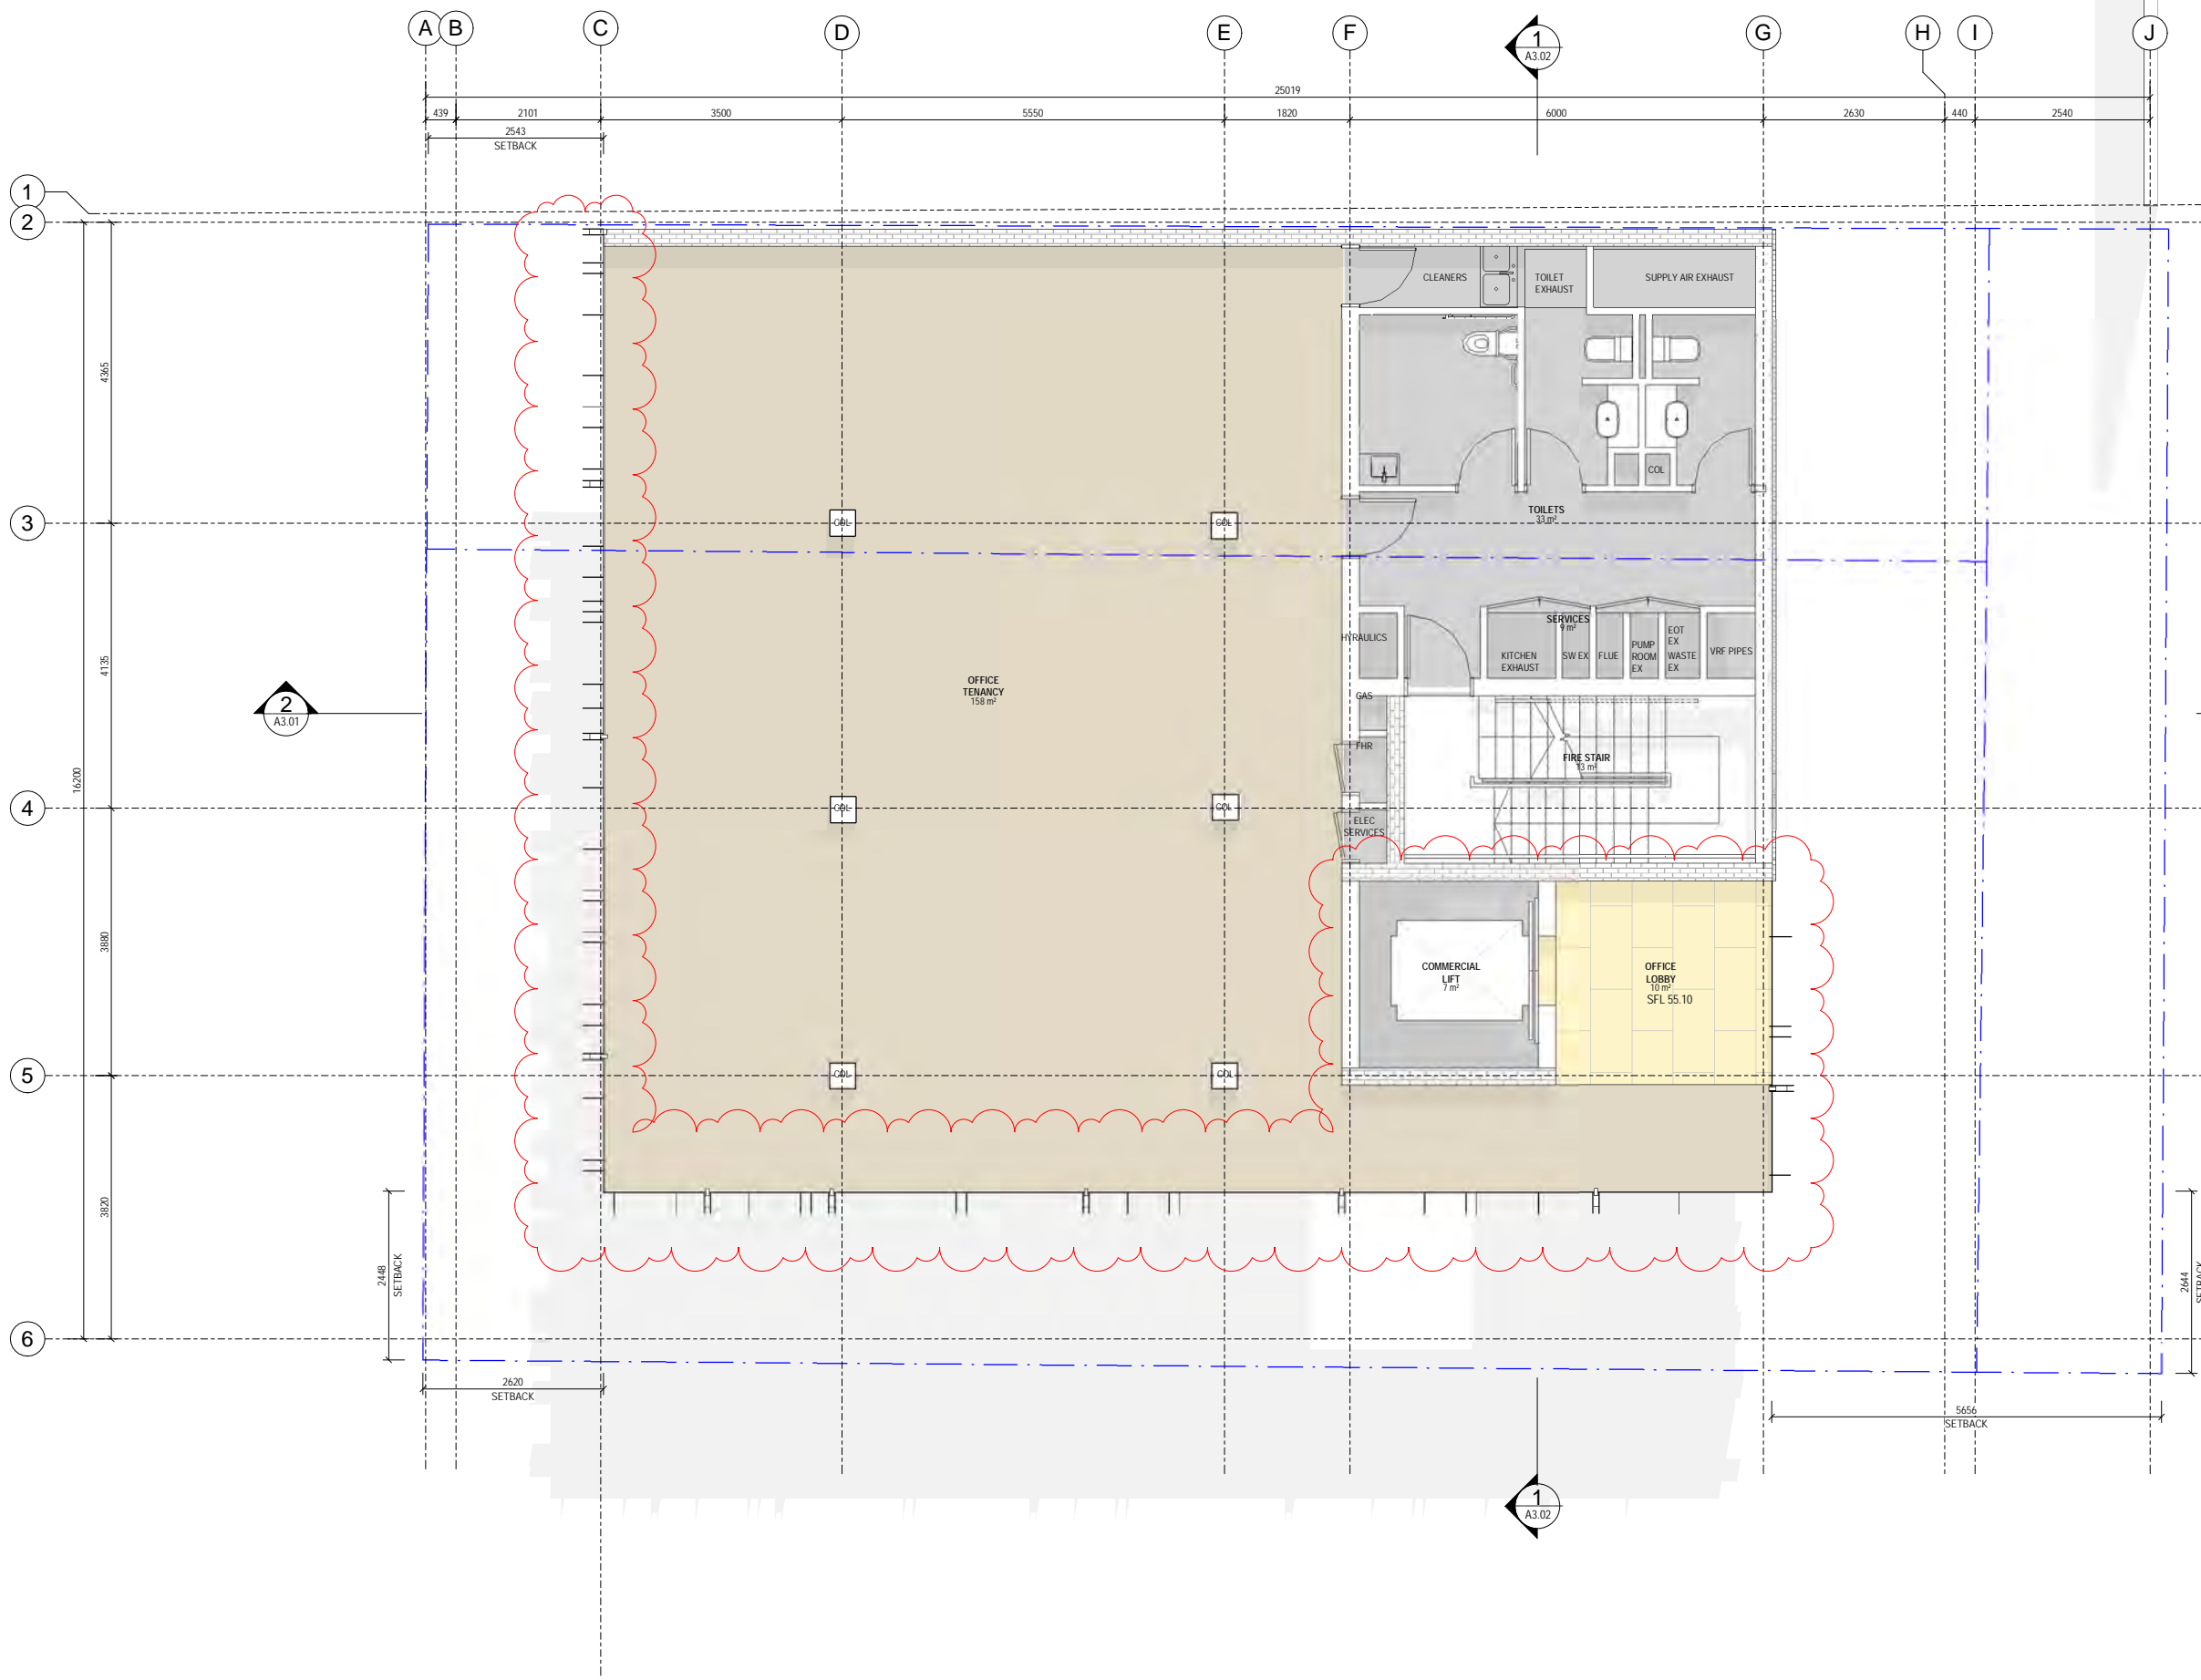 A B C D E F G H I J
1
A3.02
25019
439 2101 3500 5550 1820 6000 2630 440 2540
2543
SETBACK
1
2
3
4
5
6
4365
4135
3880
3820
16200
CLEANERS
TOILET
EXHAUST
SUPPLY AIR EXHAUST
COL
COL
COL
TOILETS
33 m²
HYRAULICS
SERVICES
9 m²
KITCHEN
EXHAUST
SW EX
FLUE
PUMP
ROOM
EX
EOT
EX
WASTE
EX
VRF PIPES
OFFICE
TENANCY
158 m²
GAS
2
A3.01
FHR
FIRE STAIR
13 m²
COL
COL
ELEC
SERVICES
COMMERCIAL
LIFT
7 m²
OFFICE
LOBBY
10 m²
SFL 55.10
COL
COL
2448
SETBACK
2644
SETBACK
2620
SETBACK
5656
SETBACK
1
A3.02